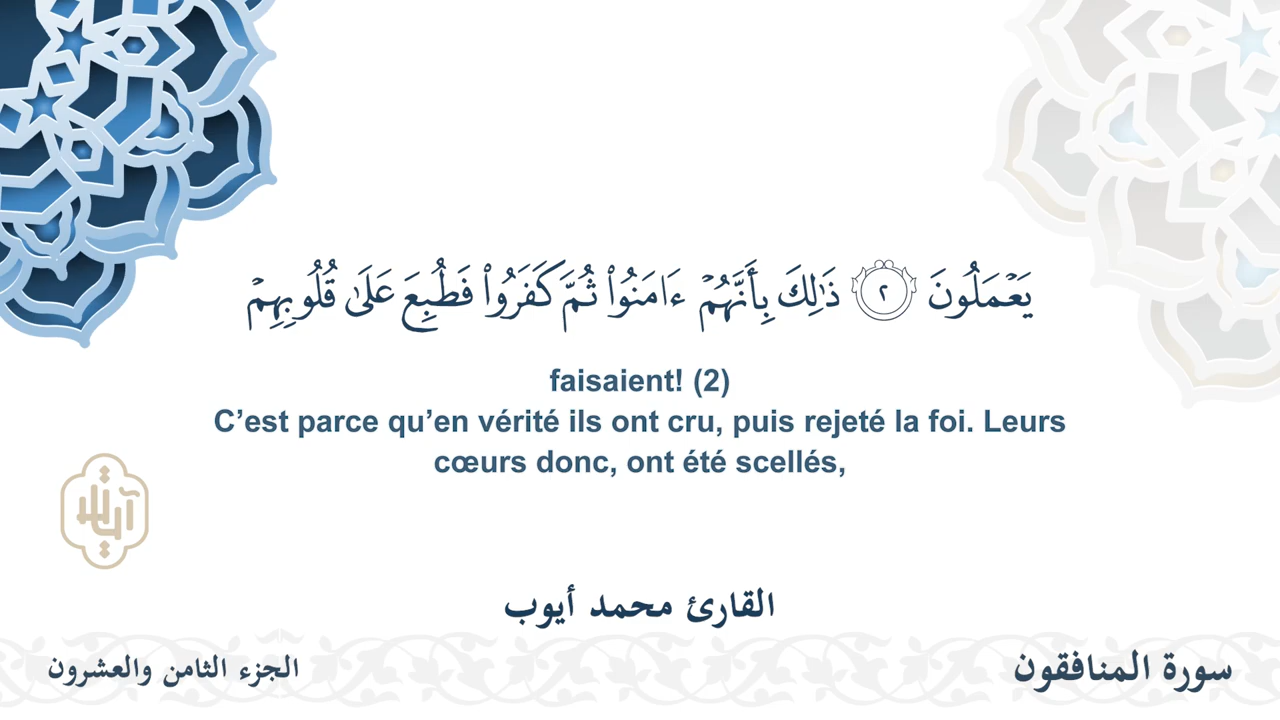 يَعۡمَلُونَ ٢ ذَٰلِكَ بِأَنَّهُمۡ ءَامَنُواْ ثُمَّ كَفَرُواْ فَطُبِعَ عَلَىٰ قُلُوبِهِمۡ
faisaient! (2)
C’est parce qu’en vérité ils ont cru, puis rejeté la foi. Leurs
cœurs donc, ont été scellés,
آيات
القارئ محمد أيوب
سورة المنافقون
الجزء الثامن والعشرون